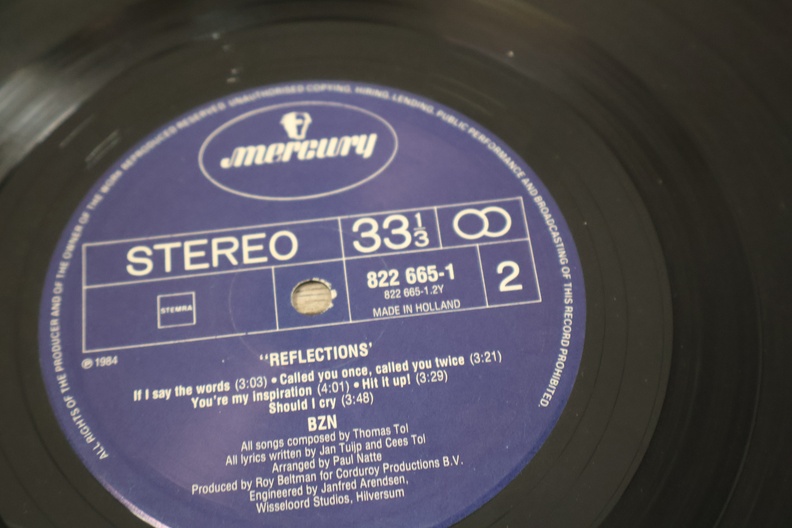 ALL RIGHTS OF THE PRODUCER AND OF THE OWNER OF THE WORK REPRODUCED RESERVED. UNAUTHORISED COPYING, HIRING, LENDING, PUBLIC PERFORMANCE AND BROADCASTING OF THIS RECORD PROHIBITED.
mercury
STEREO
33⅓
STEMRA
822 665-1
822 665-1.2Y
MADE IN HOLLAND
2
℗ 1984
"REFLECTIONS'
If I say the words (3:03) • Called you once, called you twice (3:21)
You're my inspiration (4:01) • Hit it up! (3:29)
Should I cry (3:48)
BZN
All songs composed by Thomas Tol
All lyrics written by Jan Tuijp and Cees Tol
Arranged by Paul Natte
Produced by Roy Beltman for Corduroy Productions B.V.
Engineered by Janfred Arendsen,
Wisseloord Studios, Hilversum